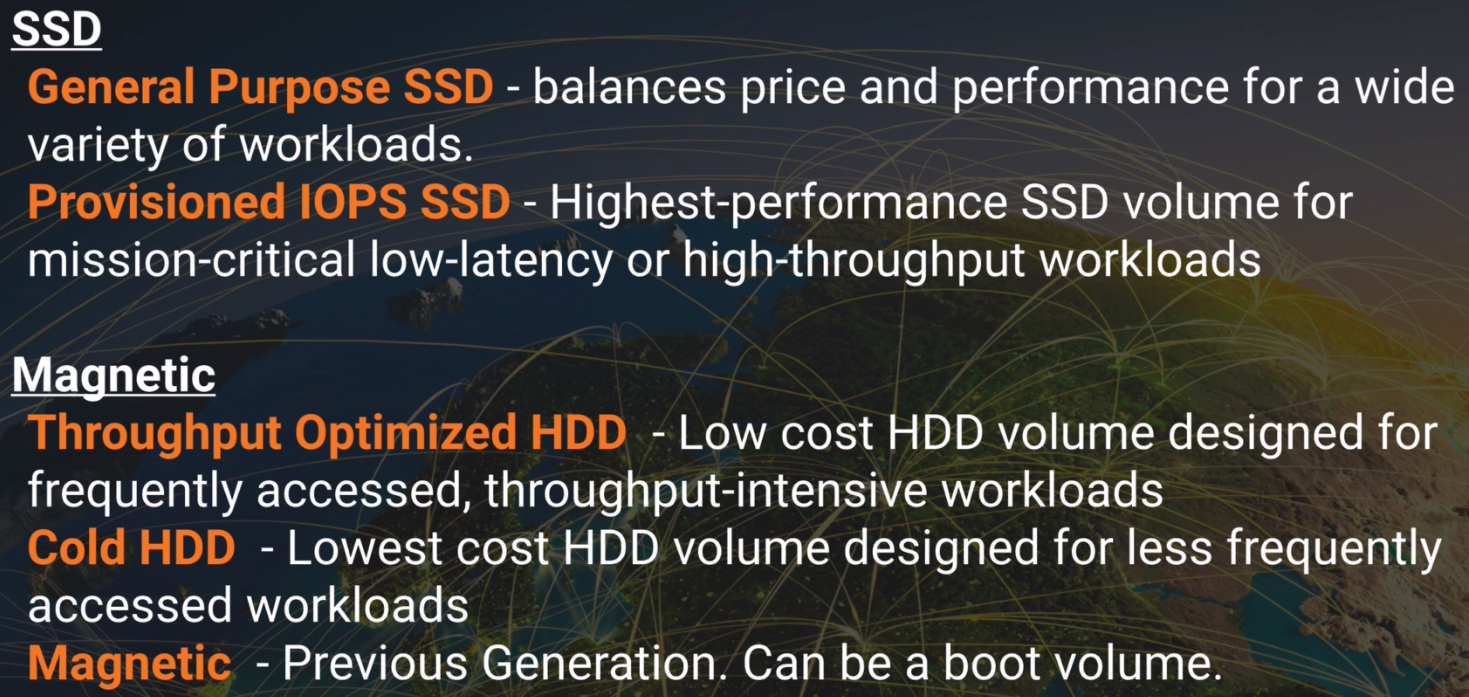 SSD
General Purpose SSD - balances price and performance for a wide
variety of workloads.
Provisioned IOPS SSD - Highest-performance SSD volume for
mission-critical low-latency or high-throughput workloads
Magnetic
Throughput Optimized HDD - Low cost HDD volume designed for
frequently accessed, throughput-intensive workloads
Cold HDD - Lowest cost HDD volume designed for less frequently
accessed workloads
Magnetic - Previous Generation. Can be a boot volume.